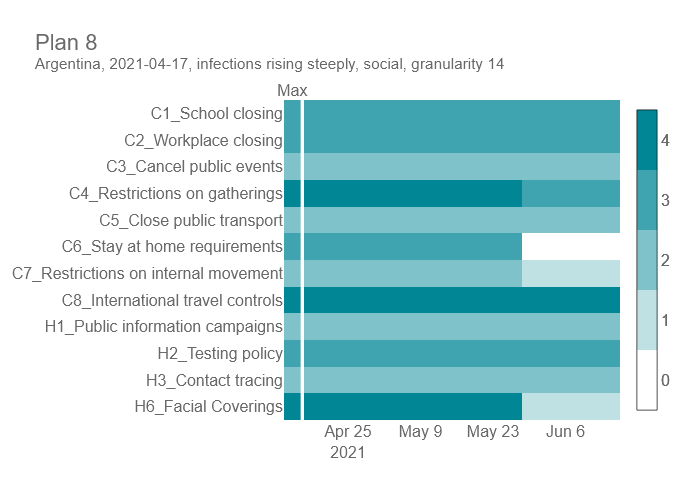 Plan 8
Argentina, 2021-04-17, infections rising steeply, social, granularity 14
Max
C1_School closing
C2_Workplace closing
C3_Cancel public events
C4_Restrictions on gatherings
C5_Close public transport
C6_Stay at home requirements
C7_Restrictions on internal movement
C8_International travel controls
H1_Public information campaigns
H2_Testing policy
H3_Contact tracing
H6_Facial Coverings
Apr 25 May 9 May 23 Jun 6
2021
4
3
2
1
0